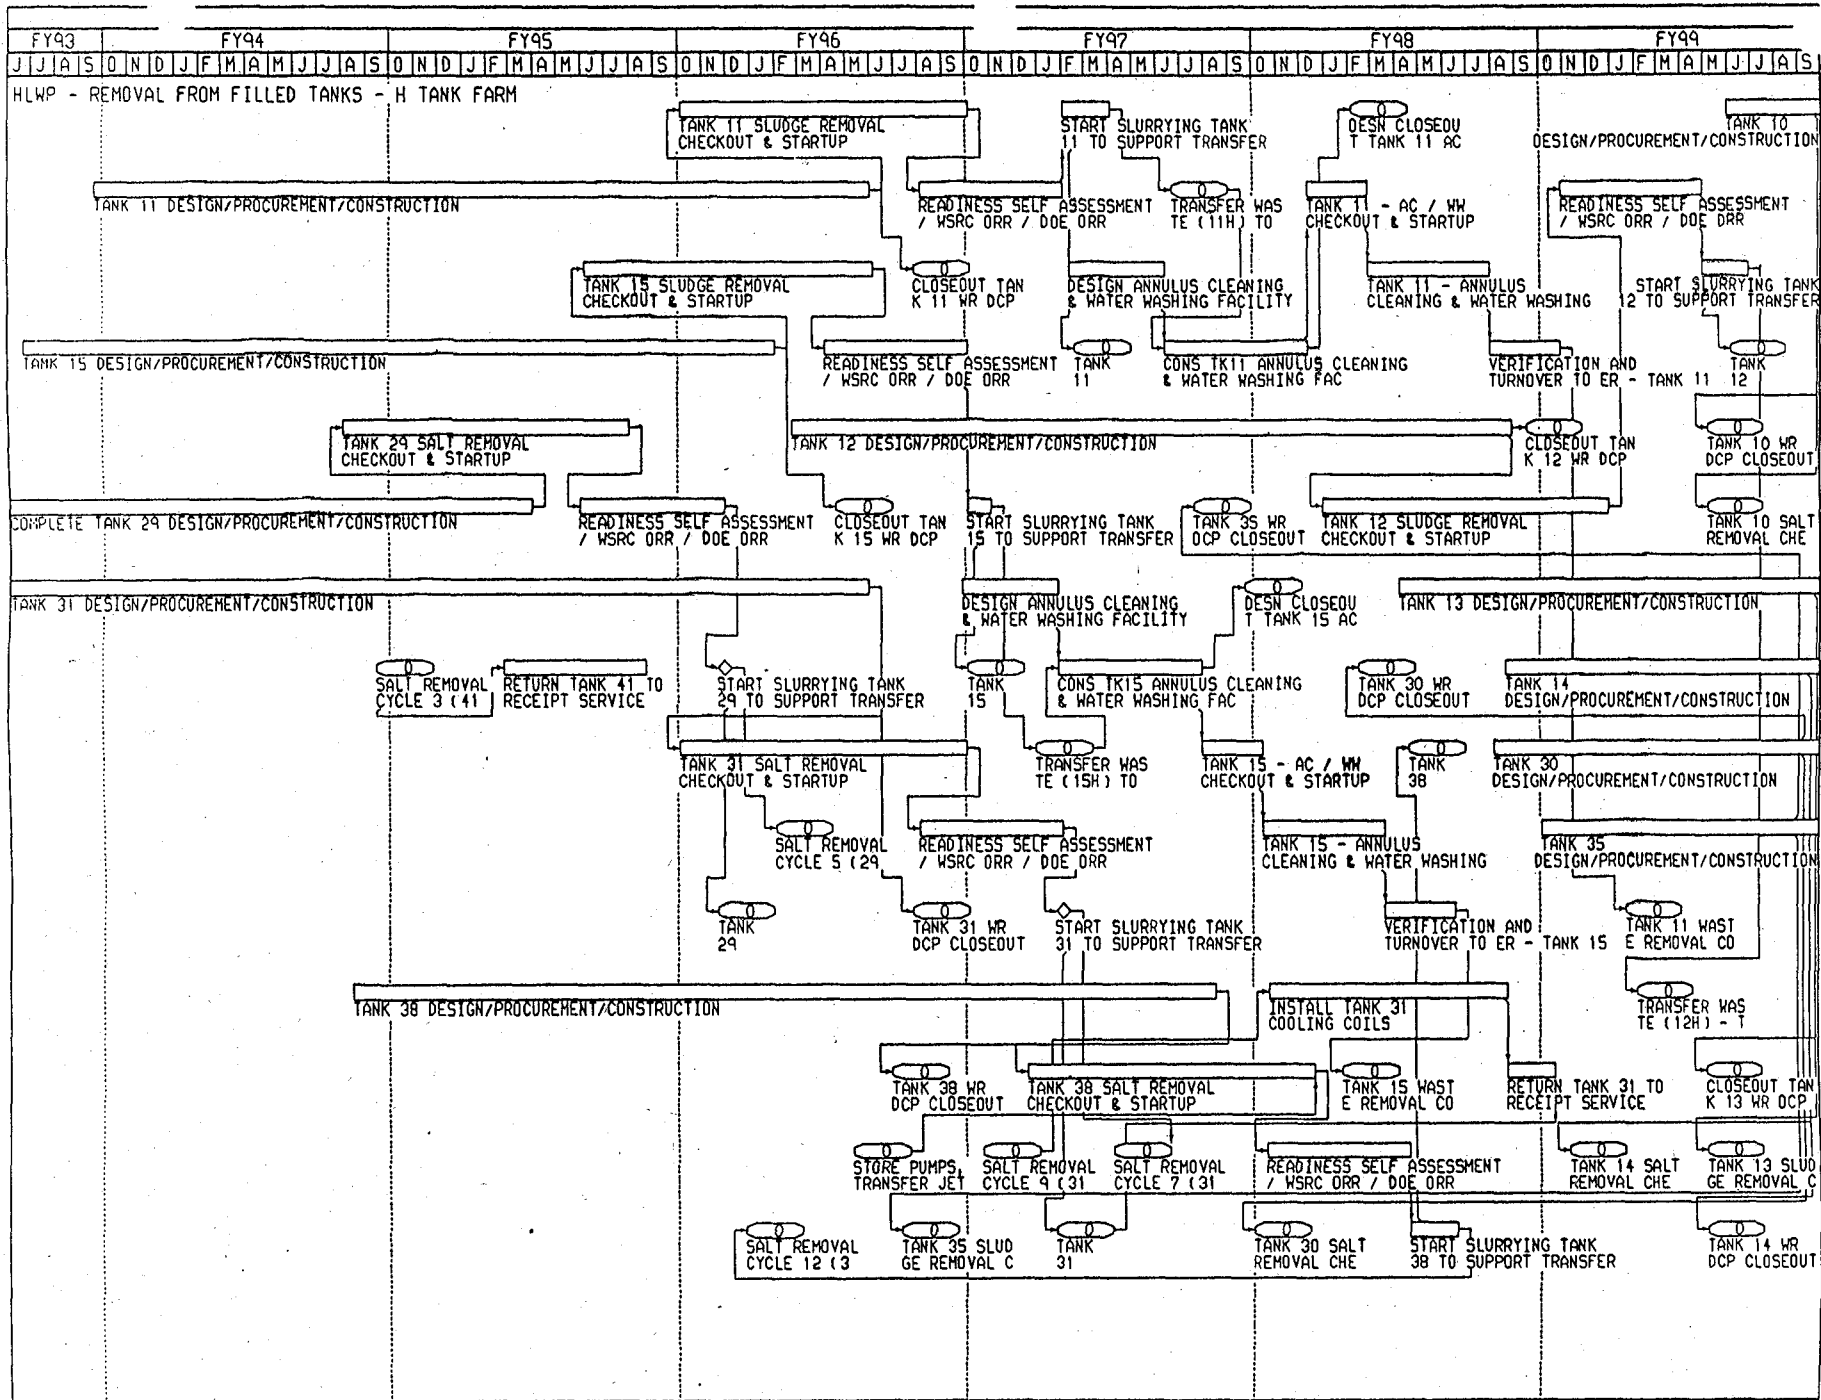 FY93 FY94 FY95 FY96 FY97 FY98 FY99
J J A S O N D J F M A M J J A S O N D J F M A M J J A S O N D J F M A M J J A S O N D J F M A M J J A S O N D J F M A M J J A S O N D J F M A M J J A S
HLWP - REMOVAL FROM FILLED TANKS - H TANK FARM
TANK 11 SLUDGE REMOVAL
CHECKOUT & STARTUP
START SLURRYING TANK
11 TO SUPPORT TRANSFER
DESN CLOSEOU
T TANK 11 AC
TANK 10
DESIGN/PROCUREMENT/CONSTRUCTION
TANK 11 DESIGN/PROCUREMENT/CONSTRUCTION
READINESS SELF ASSESSMENT
/ WSRC ORR / DOE ORR
TRANSFER WAS
TE (11H) TO
TANK 11 - AC / WW
CHECKOUT & STARTUP
READINESS SELF ASSESSMENT
/ WSRC ORR / DOE ORR
TANK 15 SLUDGE REMOVAL
CHECKOUT & STARTUP
CLOSEOUT TAN
K 11 WR DCP
DESIGN ANNULUS CLEANING
& WATER WASHING FACILITY
TANK 11 - ANNULUS
CLEANING & WATER WASHING
START SLURRYING TANK
12 TO SUPPORT TRANSFER
TANK 15 DESIGN/PROCUREMENT/CONSTRUCTION
READINESS SELF ASSESSMENT
/ WSRC ORR / DOE ORR
TANK
11
CONS TK11 ANNULUS CLEANING
& WATER WASHING FAC
VERIFICATION AND
TURNOVER TO ER - TANK 11
TANK
12
TANK 29 SALT REMOVAL
CHECKOUT & STARTUP
TANK 12 DESIGN/PROCUREMENT/CONSTRUCTION
CLOSEOUT TAN
K 12 WR DCP
TANK 10 WR
DCP CLOSEOUT
COMPLETE TANK 29 DESIGN/PROCUREMENT/CONSTRUCTION
READINESS SELF ASSESSMENT
/ WSRC ORR / DOE ORR
CLOSEOUT TAN
K 15 WR DCP
START SLURRYING TANK
15 TO SUPPORT TRANSFER
TANK 35 WR
DCP CLOSEOUT
TANK 12 SLUDGE REMOVAL
CHECKOUT & STARTUP
TANK 10 SALT
REMOVAL CHE
TANK 31 DESIGN/PROCUREMENT/CONSTRUCTION
DESIGN ANNULUS CLEANING
& WATER WASHING FACILITY
DESN CLOSEOU
T TANK 15 AC
TANK 13 DESIGN/PROCUREMENT/CONSTRUCTION
SALT REMOVAL
CYCLE 3 (41
RETURN TANK 41 TO
RECEIPT SERVICE
START SLURRYING TANK
29 TO SUPPORT TRANSFER
TANK
15
CONS TK15 ANNULUS CLEANING
& WATER WASHING FAC
TANK 30 WR
DCP CLOSEOUT
TANK 14
DESIGN/PROCUREMENT/CONSTRUCTION
TANK 31 SALT REMOVAL
CHECKOUT & STARTUP
TRANSFER WAS
TE (15H) TO
TANK 15 - AC / WW
CHECKOUT & STARTUP
TANK
38
TANK 30
DESIGN/PROCUREMENT/CONSTRUCTION
SALT REMOVAL
CYCLE 5 (29
READINESS SELF ASSESSMENT
/ WSRC ORR / DOE ORR
TANK 15 - ANNULUS
CLEANING & WATER WASHING
TANK 35
DESIGN/PROCUREMENT/CONSTRUCTION
TANK
29
TANK 31 WR
DCP CLOSEOUT
START SLURRYING TANK
31 TO SUPPORT TRANSFER
VERIFICATION AND
TURNOVER TO ER - TANK 15
TANK 11 WAST
E REMOVAL CO
TANK 38 DESIGN/PROCUREMENT/CONSTRUCTION
INSTALL TANK 31
COOLING COILS
TRANSFER WAS
TE (12H) - T
TANK 38 WR
DCP CLOSEOUT
TANK 38 SALT REMOVAL
CHECKOUT & STARTUP
TANK 15 WAST
E REMOVAL CO
RETURN TANK 31 TO
RECEIPT SERVICE
CLOSEOUT TAN
K 13 WR DCP
STORE PUMPS,
TRANSFER JET
SALT REMOVAL
CYCLE 9 (31
SALT REMOVAL
CYCLE 7 (31
READINESS SELF ASSESSMENT
/ WSRC ORR / DOE ORR
TANK 14 SALT
REMOVAL CHE
TANK 13 SLUD
GE REMOVAL C
SALT REMOVAL
CYCLE 12 (3
TANK 35 SLUD
GE REMOVAL C
TANK
31
TANK 30 SALT
REMOVAL CHE
START SLURRYING TANK
38 TO SUPPORT TRANSFER
TANK 14 WR
DCP CLOSEOUT